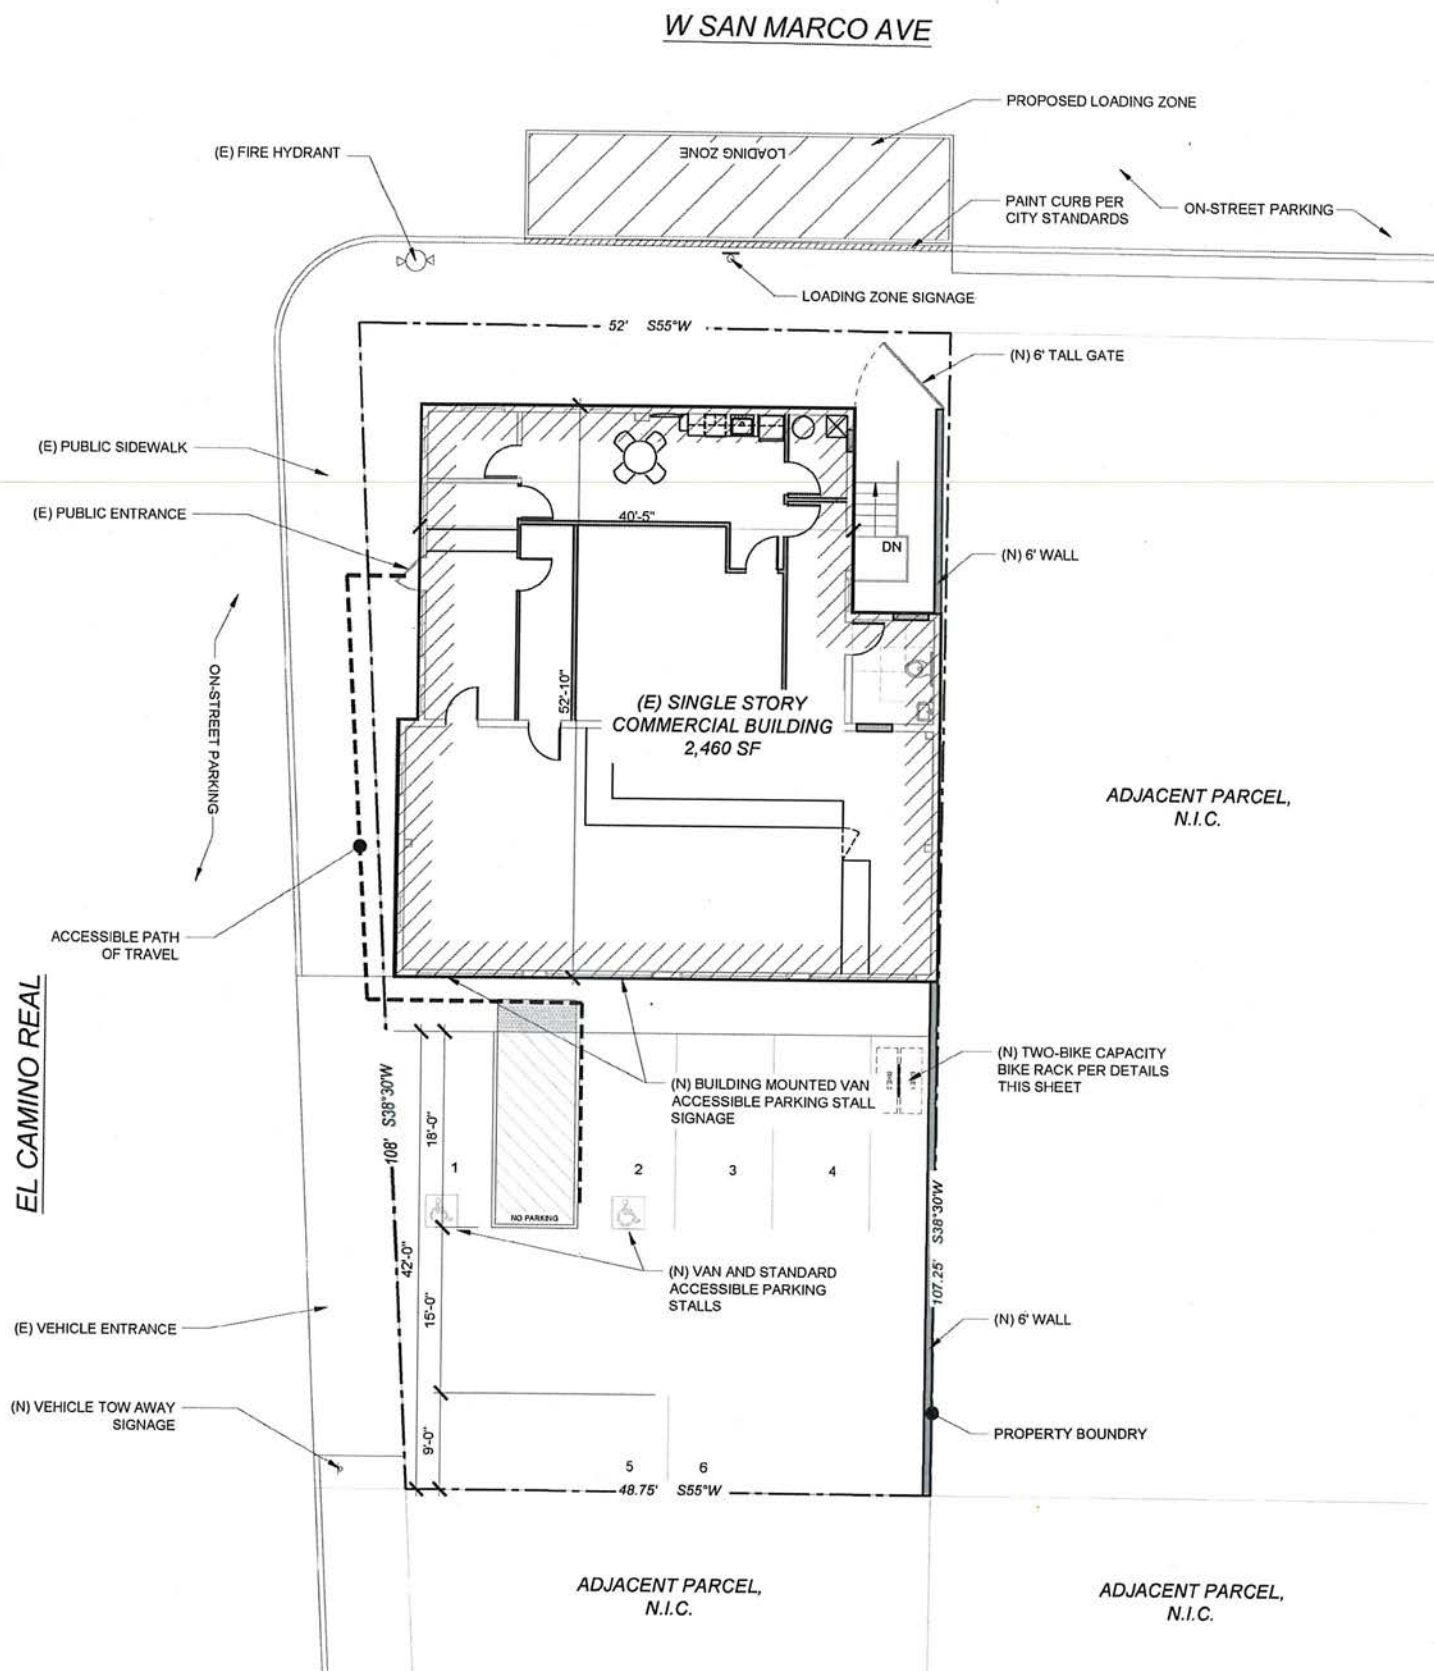 W SAN MARCO AVE
PROPOSED LOADING ZONE
LOADING ZONE
(E) FIRE HYDRANT
PAINT CURB PER
CITY STANDARDS
ON-STREET PARKING
LOADING ZONE SIGNAGE
52' S55°W
(N) 6' TALL GATE
(E) PUBLIC SIDEWALK
(E) PUBLIC ENTRANCE
40'-5"
DN
(N) 6' WALL
ON-STREET PARKING
52'-10"
(E) SINGLE STORY
COMMERCIAL BUILDING
2,460 SF
ADJACENT PARCEL,
N.I.C.
ACCESSIBLE PATH
OF TRAVEL
EL CAMINO REAL
108' S38°30'W
18'-0"
(N) BUILDING MOUNTED VAN
ACCESSIBLE PARKING STALL
SIGNAGE
(N) TWO-BIKE CAPACITY
BIKE RACK PER DETAILS
THIS SHEET
1
2
3
4
NO PARKING
42'-0"
15'-0"
(N) VAN AND STANDARD
ACCESSIBLE PARKING
STALLS
107.25' S38°30'W
(E) VEHICLE ENTRANCE
(N) 6' WALL
(N) VEHICLE TOW AWAY
SIGNAGE
9'-0"
PROPERTY BOUNDRY
5
6
48.75' S55°W
ADJACENT PARCEL,
N.I.C.
ADJACENT PARCEL,
N.I.C.